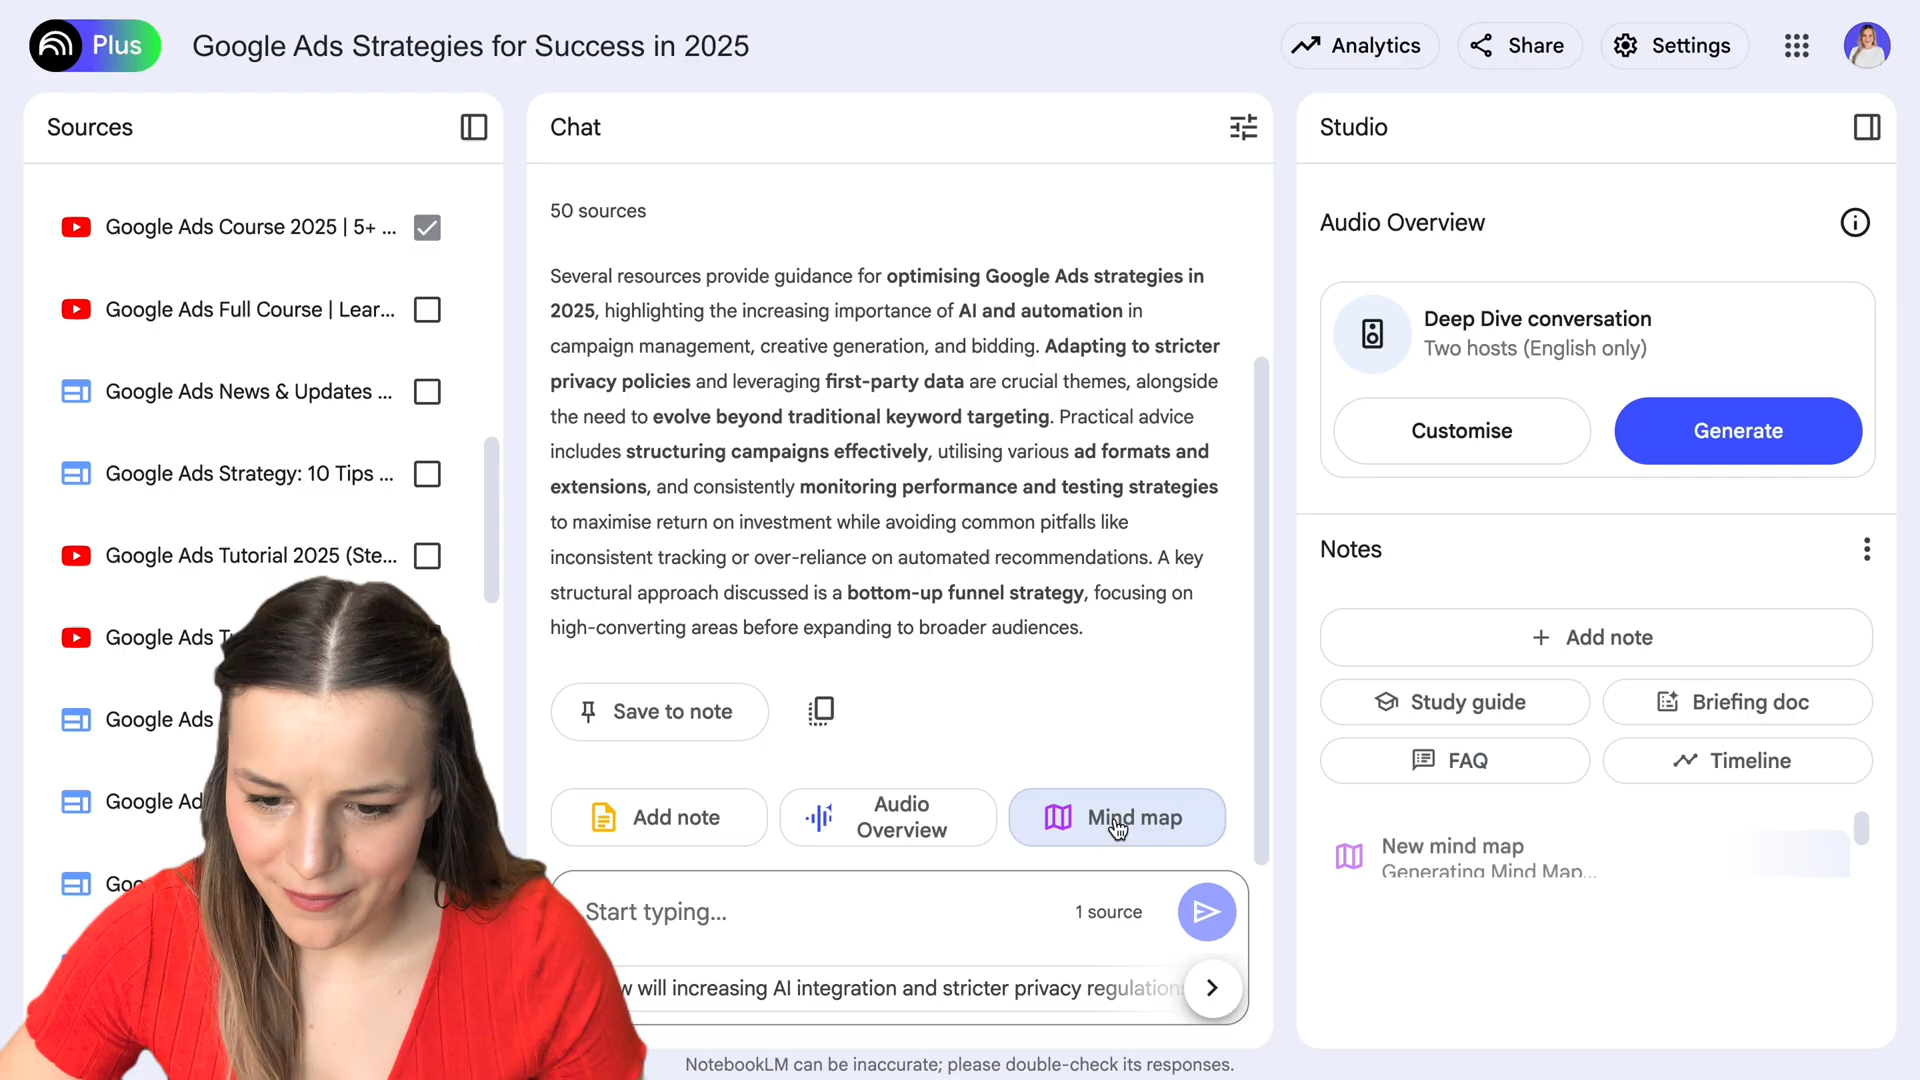 Plus
Google Ads Strategies for Success in 2025
Analytics
Share
Settings
Sources
Google Ads Course 2025 | 5+ ...
Google Ads Full Course | Lear...
Google Ads News & Updates ...
Google Ads Strategy: 10 Tips ...
Google Ads Tutorial 2025 (Ste...
Google Ads
Google Ads
Google Ad
Goo
Chat
50 sources
Several resources provide guidance for optimising Google Ads strategies in
2025, highlighting the increasing importance of AI and automation in
campaign management, creative generation, and bidding. Adapting to stricter
privacy policies and leveraging first-party data are crucial themes, alongside
the need to evolve beyond traditional keyword targeting. Practical advice
includes structuring campaigns effectively, utilising various ad formats and
extensions, and consistently monitoring performance and testing strategies
to maximise return on investment while avoiding common pitfalls like
inconsistent tracking or over-reliance on automated recommendations. A key
structural approach discussed is a bottom-up funnel strategy, focusing on
high-converting areas before expanding to broader audiences.
Save to note
Add note
Audio
Overview
Mind map
Start typing...
1 source
will increasing AI integration and stricter privacy regulations
NotebookLM can be inaccurate; please double-check its responses.
Studio
Audio Overview
Deep Dive conversation
Two hosts (English only)
Customise
Generate
Notes
+ Add note
Study guide
Briefing doc
FAQ
Timeline
New mind map
Generating Mind Map...